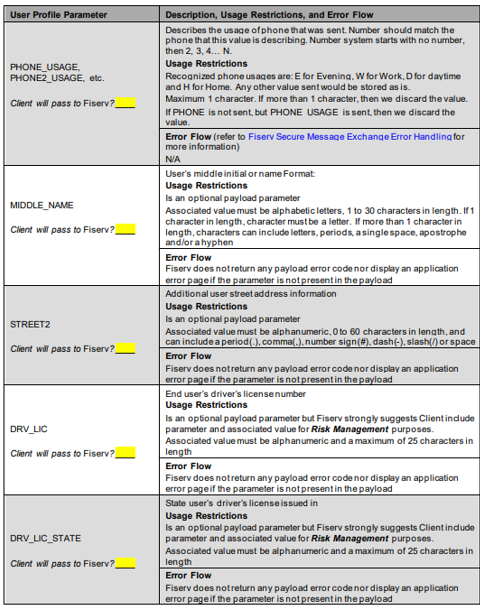 User Profile Parameter
Description, Usage Restrictions, and Error Flow
PHONE_USAGE,
PHONE2_USAGE, etc.
Client will pass to Fiserv?____
Describes the usage of phone that was sent. Number should match the
phone that this value is describing. Number system starts with no number,
then 2, 3, 4… N.
Usage Restrictions
Recognized phone usages are: E for Evening, W for Work, D for daytime
and H for Home. Any other value sent would be stored as is.
Maximum 1 character. If more than 1 character, then we discard the value.
If PHONE is not sent, but PHONE USAGE is sent, then we discard the
value.
Error Flow (refer to Fiserv Secure Message Exchange Error Handling for
more information)
N/A
MIDDLE_NAME
Client will pass to Fiserv?____
User's middle initial or name Format:
Usage Restrictions
Is an optional payload parameter
Associated value must be alphabetic letters, 1 to 30 characters in length. If 1
character in length, character must be a letter. If more than 1 character in
length, characters can include letters, periods, a single space, apostrophe
and/or a hyphen
Error Flow
Fiserv does not return any payload error code nor display an application
error page if the parameter is not present in the payload
STREET2
Client will pass to Fiserv?____
Additional user street address information
Usage Restrictions
Is an optional payload parameter
Associated value must be alphanumeric, 0 to 60 characters in length, and
can include a period(.), comma(,), number sign(#), dash(-), slash(/) or space
Error Flow
Fiserv does not return any payload error code nor display an application
error page if the parameter is not present in the payload
DRV_LIC
Client will pass to Fiserv?____
End user's driver's license number
Usage Restrictions
Is an optional payload parameter but Fiserv strongly suggests Client include
parameter and associated value for Risk Management purposes.
Associated value must be alphanumeric and a maximum of 25 characters in
length
Error Flow
Fiserv does not return any payload error code nor display an application
error page if the parameter is not present in the payload
DRV_LIC_STATE
Client will pass to Fiserv?____
State user's driver's license issued in
Usage Restrictions
Is an optional payload parameter but Fiserv strongly suggests Client include
parameter and associated value for Risk Management purposes.
Associated value must be alphanumeric and a maximum of 25 characters in
length
Error Flow
Fiserv does not return any payload error code nor display an application
error page if the parameter is not present in the payload